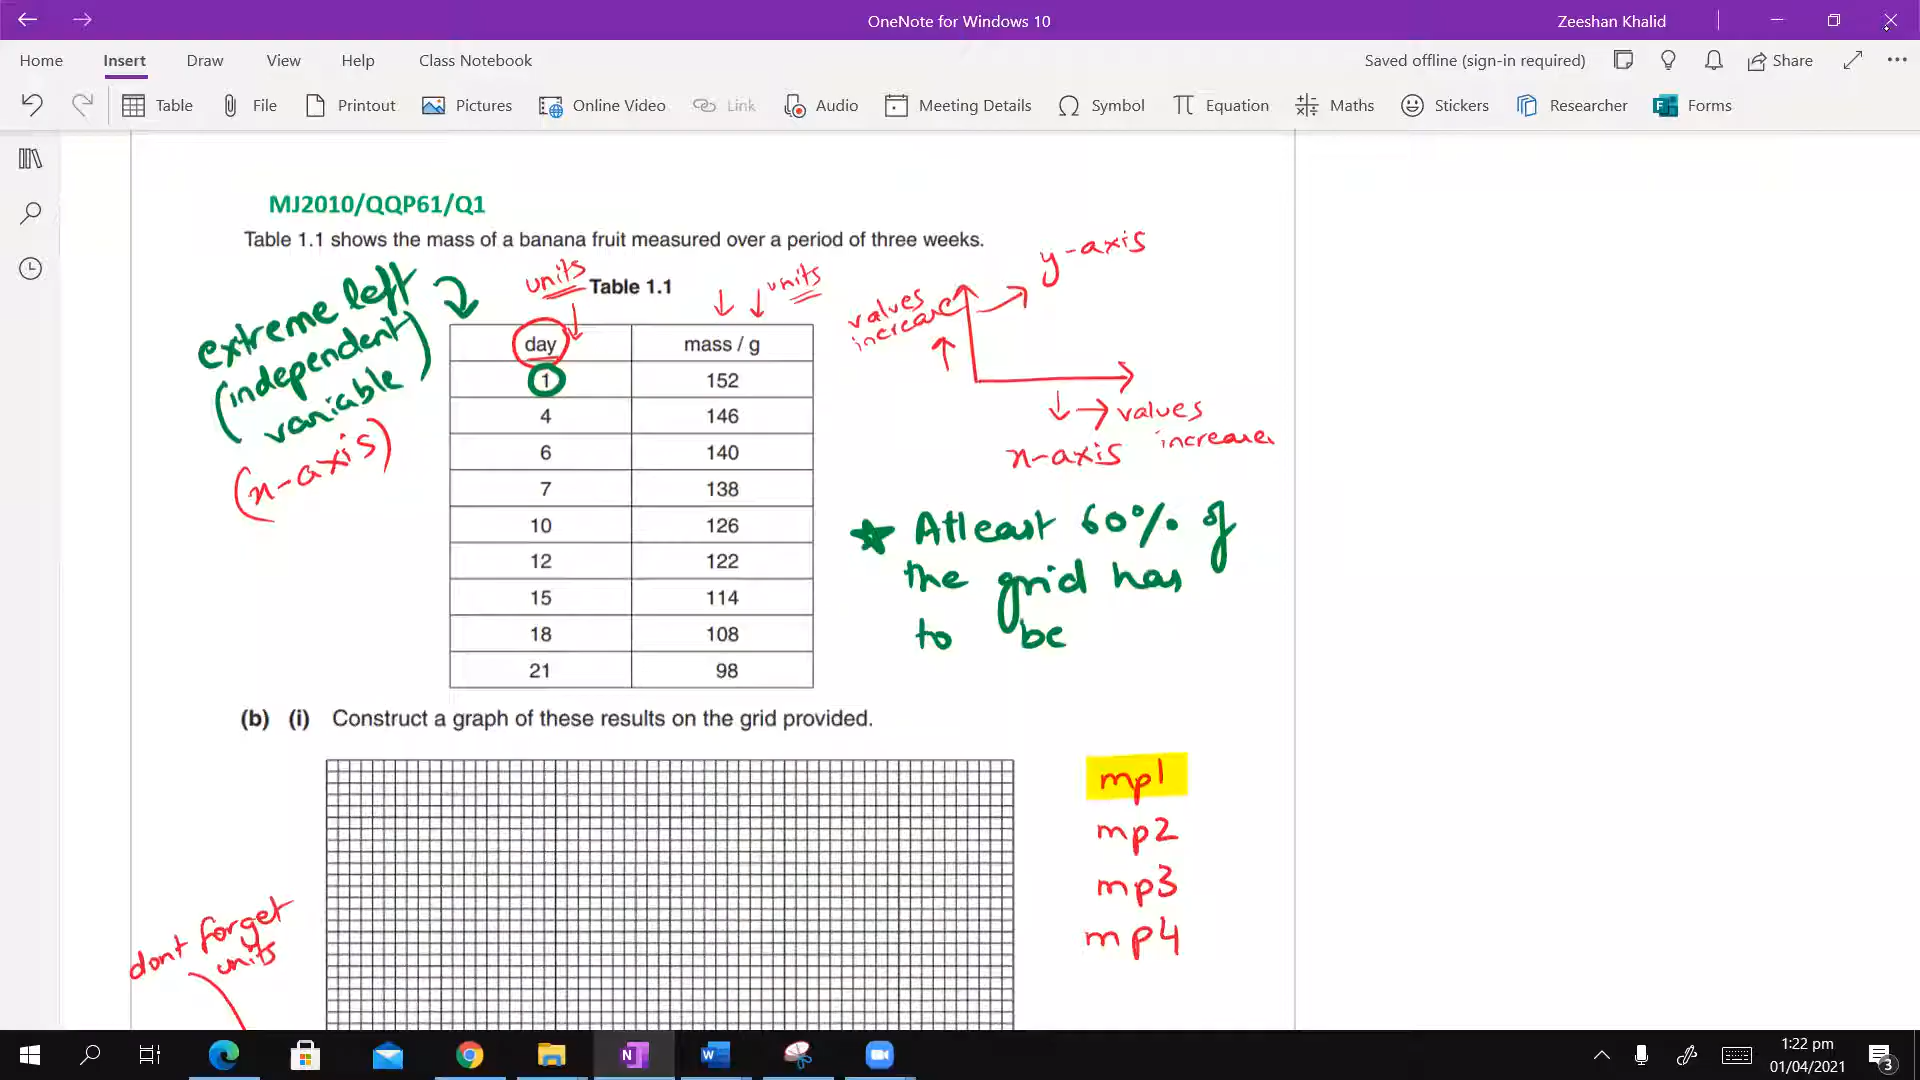 OneNote for Windows 10
Zeeshan Khalid
Home Insert Draw View Help Class Notebook
Saved offline (sign-in required) Share
Table File Printout Pictures Online Video Link Audio Meeting Details Symbol Equation Maths Stickers Researcher Forms
MJ2010/QQP61/Q1
Table 1.1 shows the mass of a banana fruit measured over a period of three weeks.
extreme left
(independent)
variable
(x-axis)
units
Table 1.1
units
day mass / g
1 152
4 146
6 140
7 138
10 126
12 122
15 114
18 108
21 98
y-axis
values
increase
values
increases
x-axis
Atleast 60% of
the grid has
to be
(b) (i) Construct a graph of these results on the grid provided.
mp1
mp2
mp3
mp4
dont forget
units
N
W
1:22 pm
01/04/2021
3